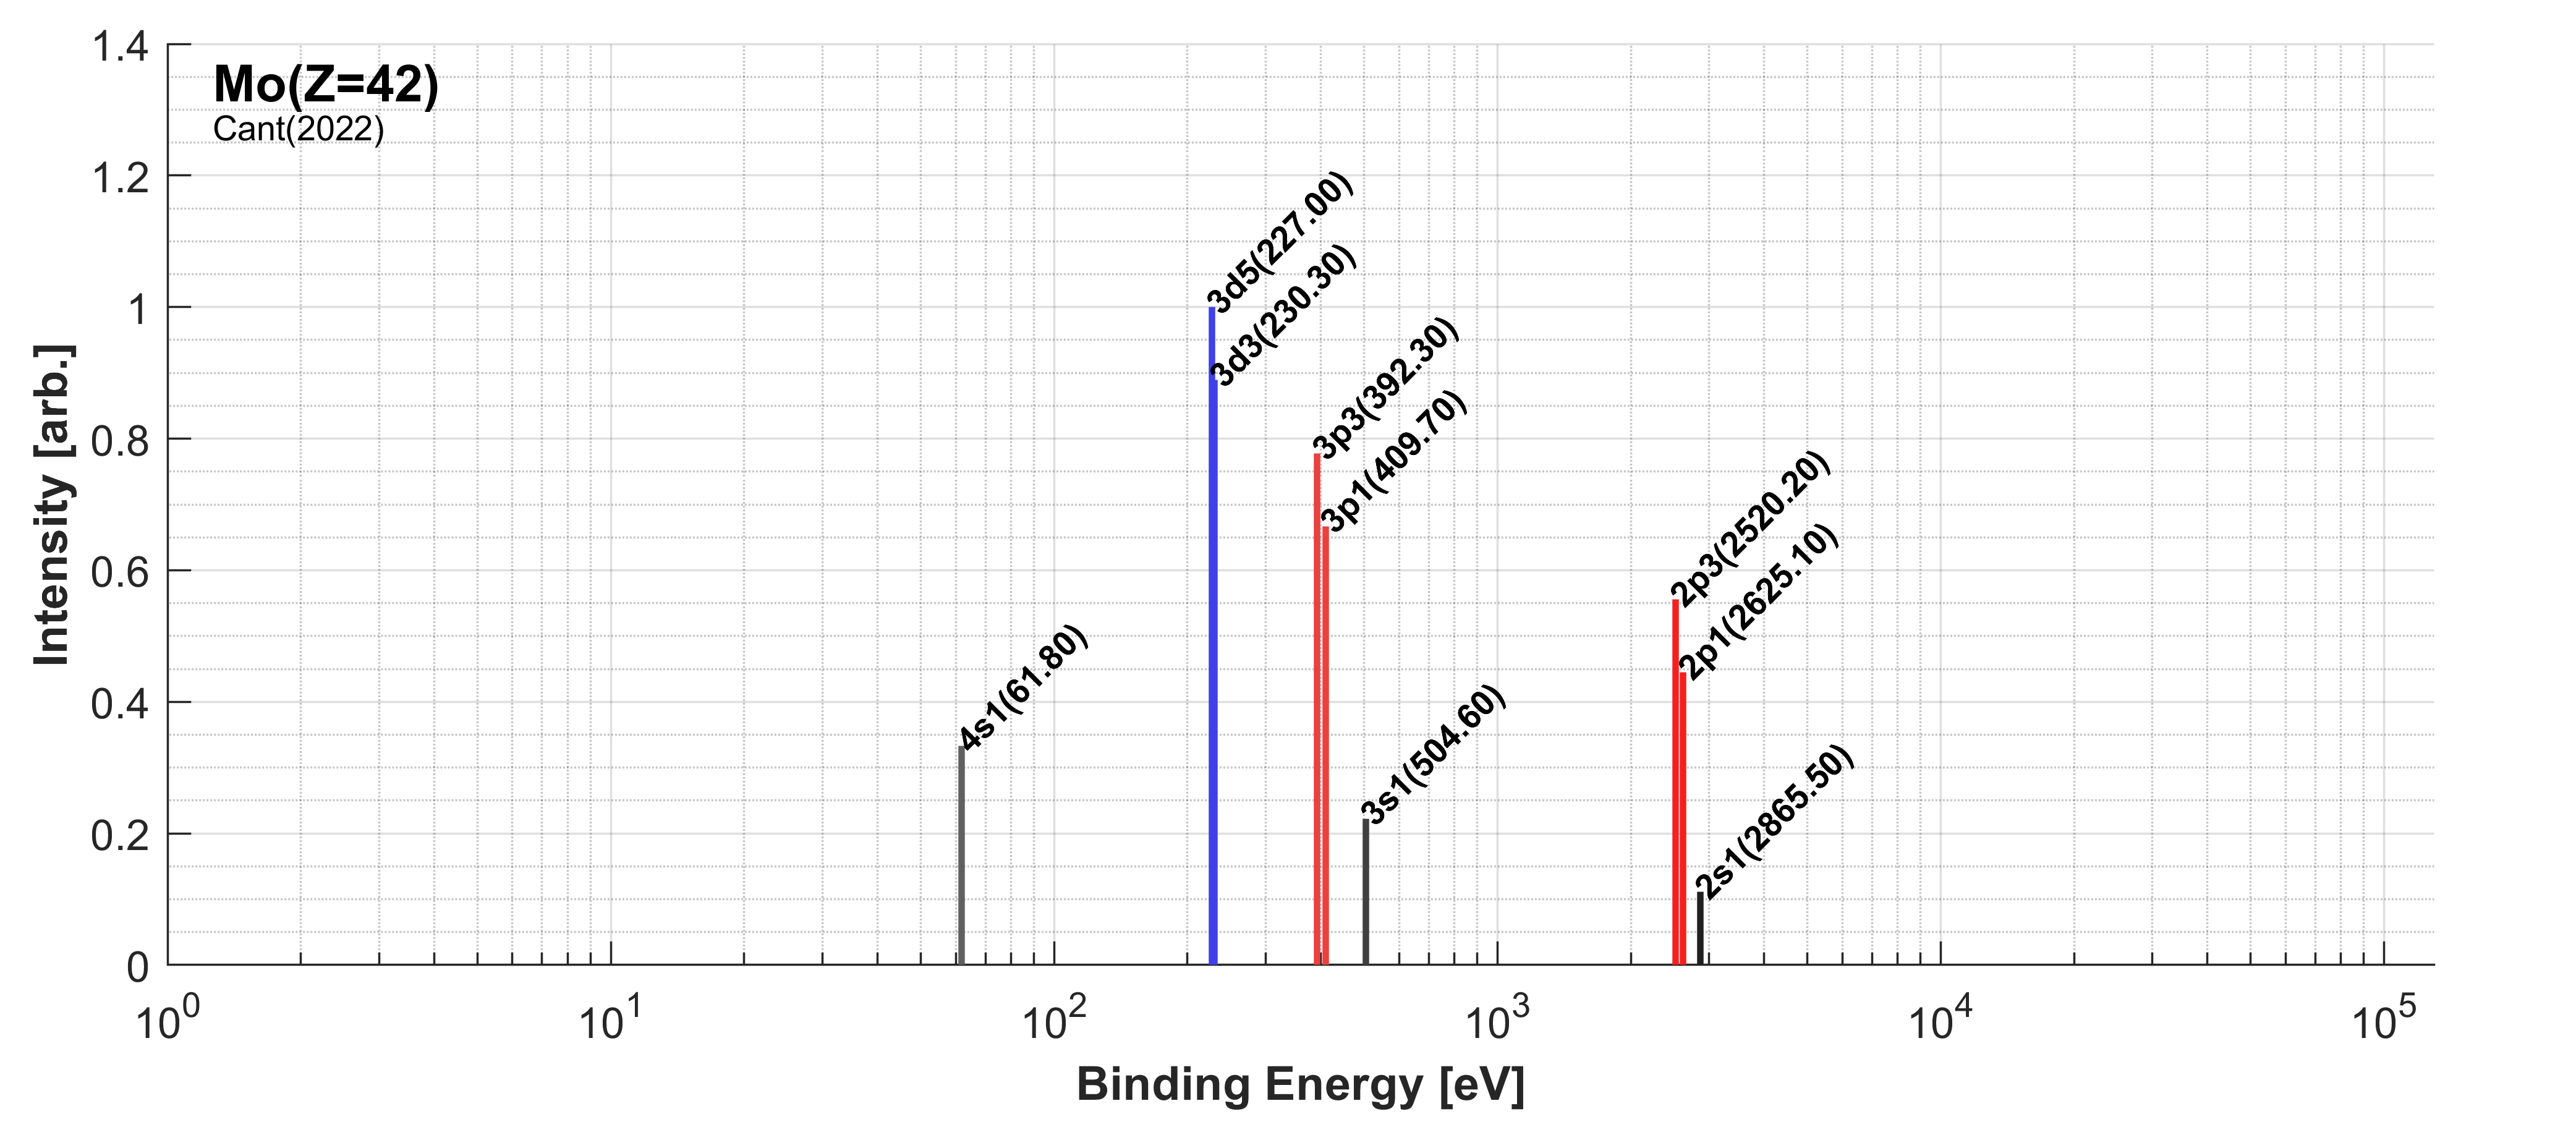 Mo(Z=42)
Cant(2022)
Intensity [arb.]
1.4
1.2
1
0.8
0.6
0.4
0.2
0
3d5(227.00)
3d3(230.30)
3p3(392.30)
3p1(409.70)
2p3(2520.20)
2p1(2625.10)
4s1(61.80)
3s1(504.60)
2s1(2865.50)
10^0 10^1 10^2 10^3 10^4 10^5
Binding Energy [eV]